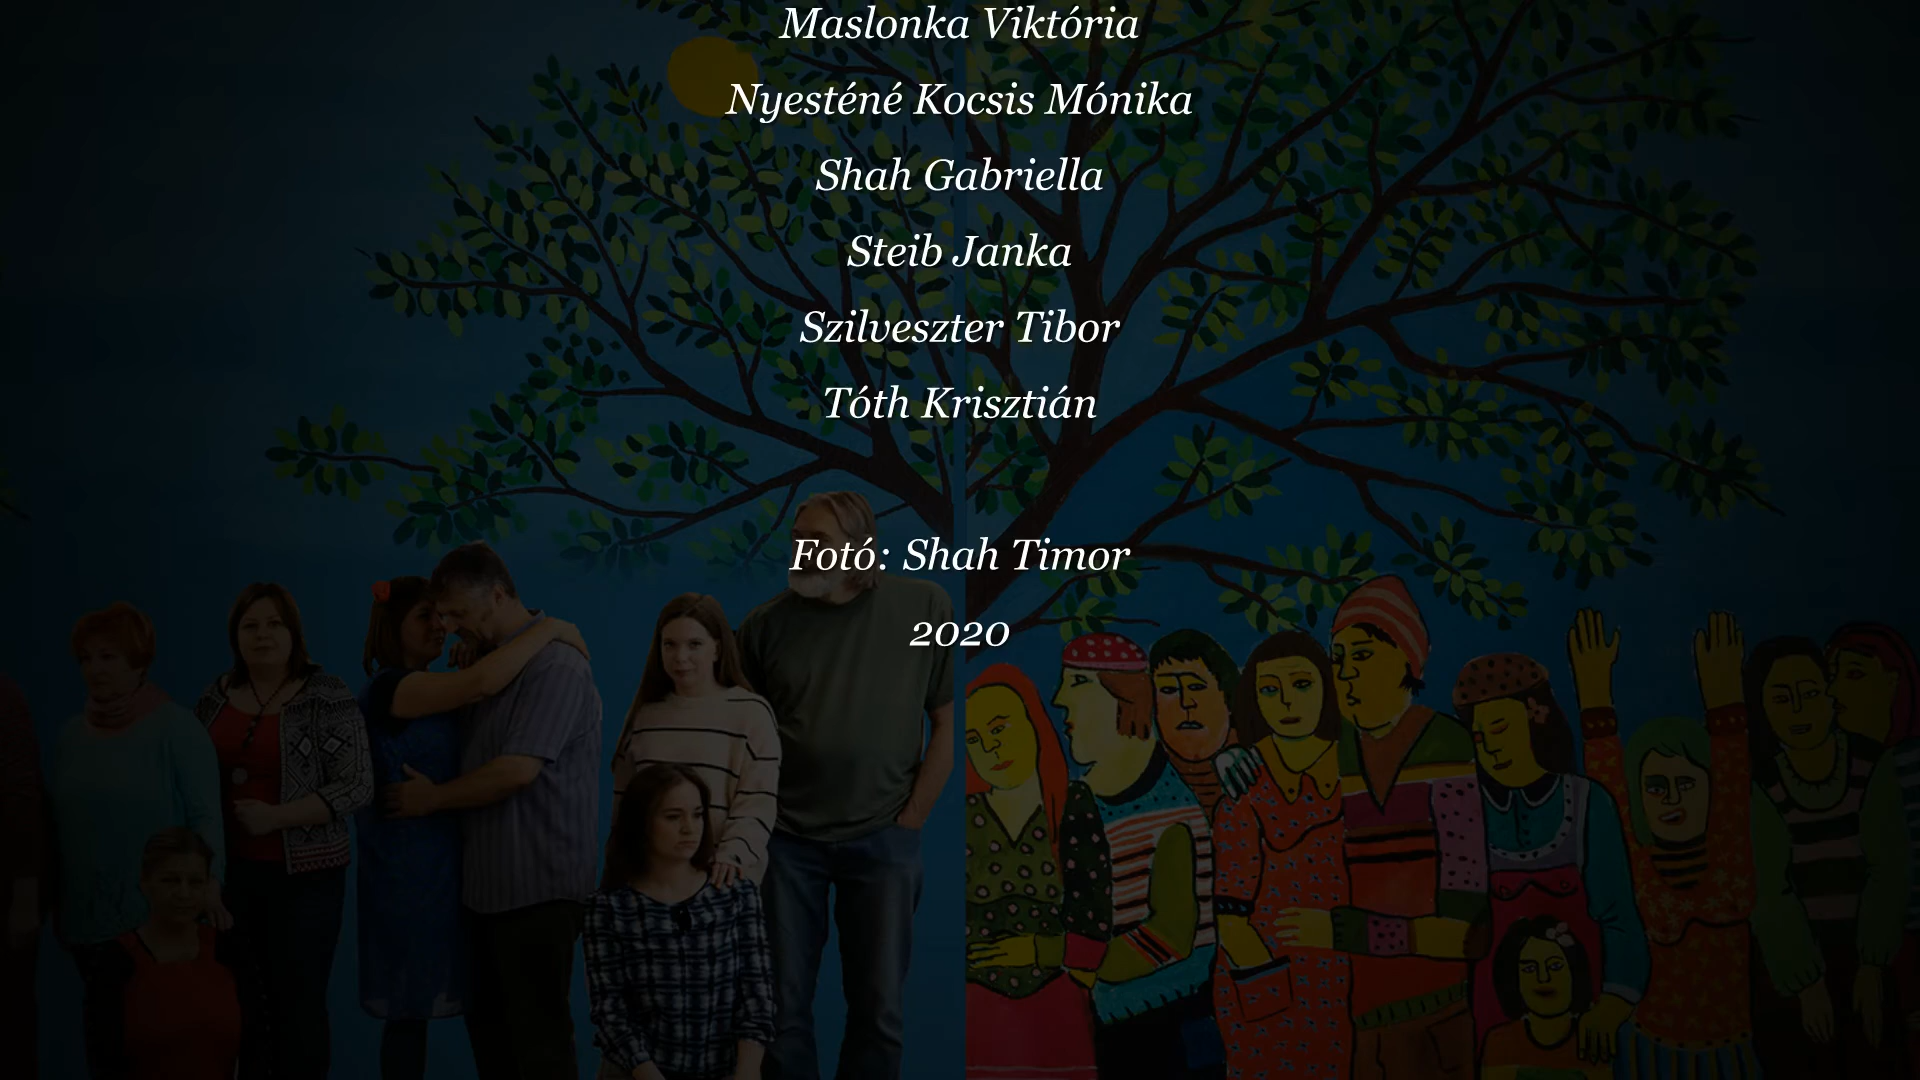 Maslonka Viktória
Nyesténé Kocsis Mónika
Shah Gabriella
Steib Janka
Szilveszter Tibor
Tóth Krisztián
Fotó: Shah Timor
2020